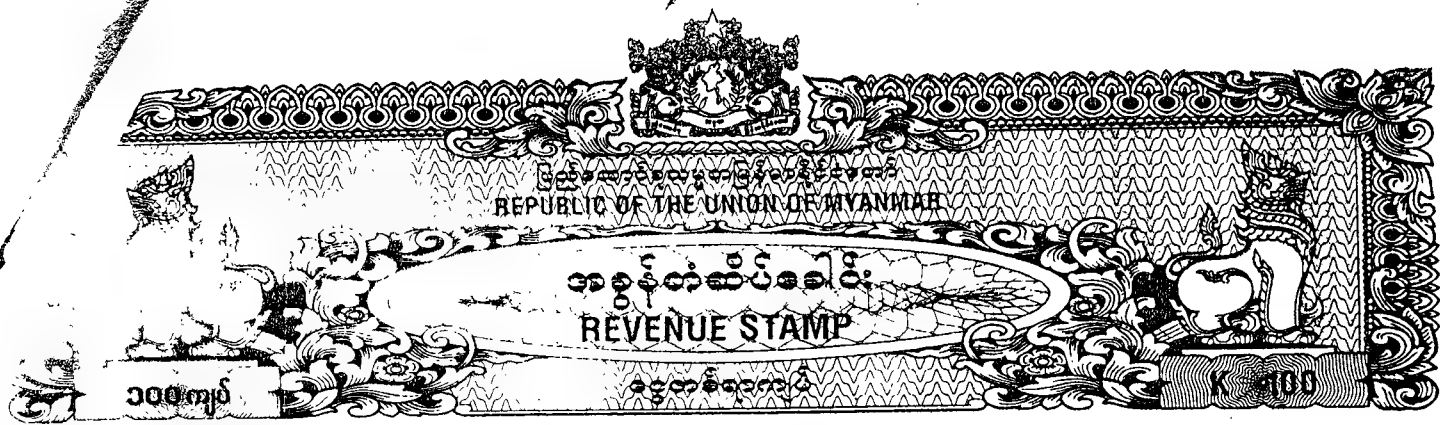 ပြည်ထောင်စုသမ္မတမြန်မာနိုင်ငံတော်
REPUBLIC OF THE UNION OF MYANMAR
အခွန်တံဆိပ်ခေါင်း
REVENUE STAMP
ငွေတစ်ရာကျပ်
၁၀၀ကျပ်
K 100